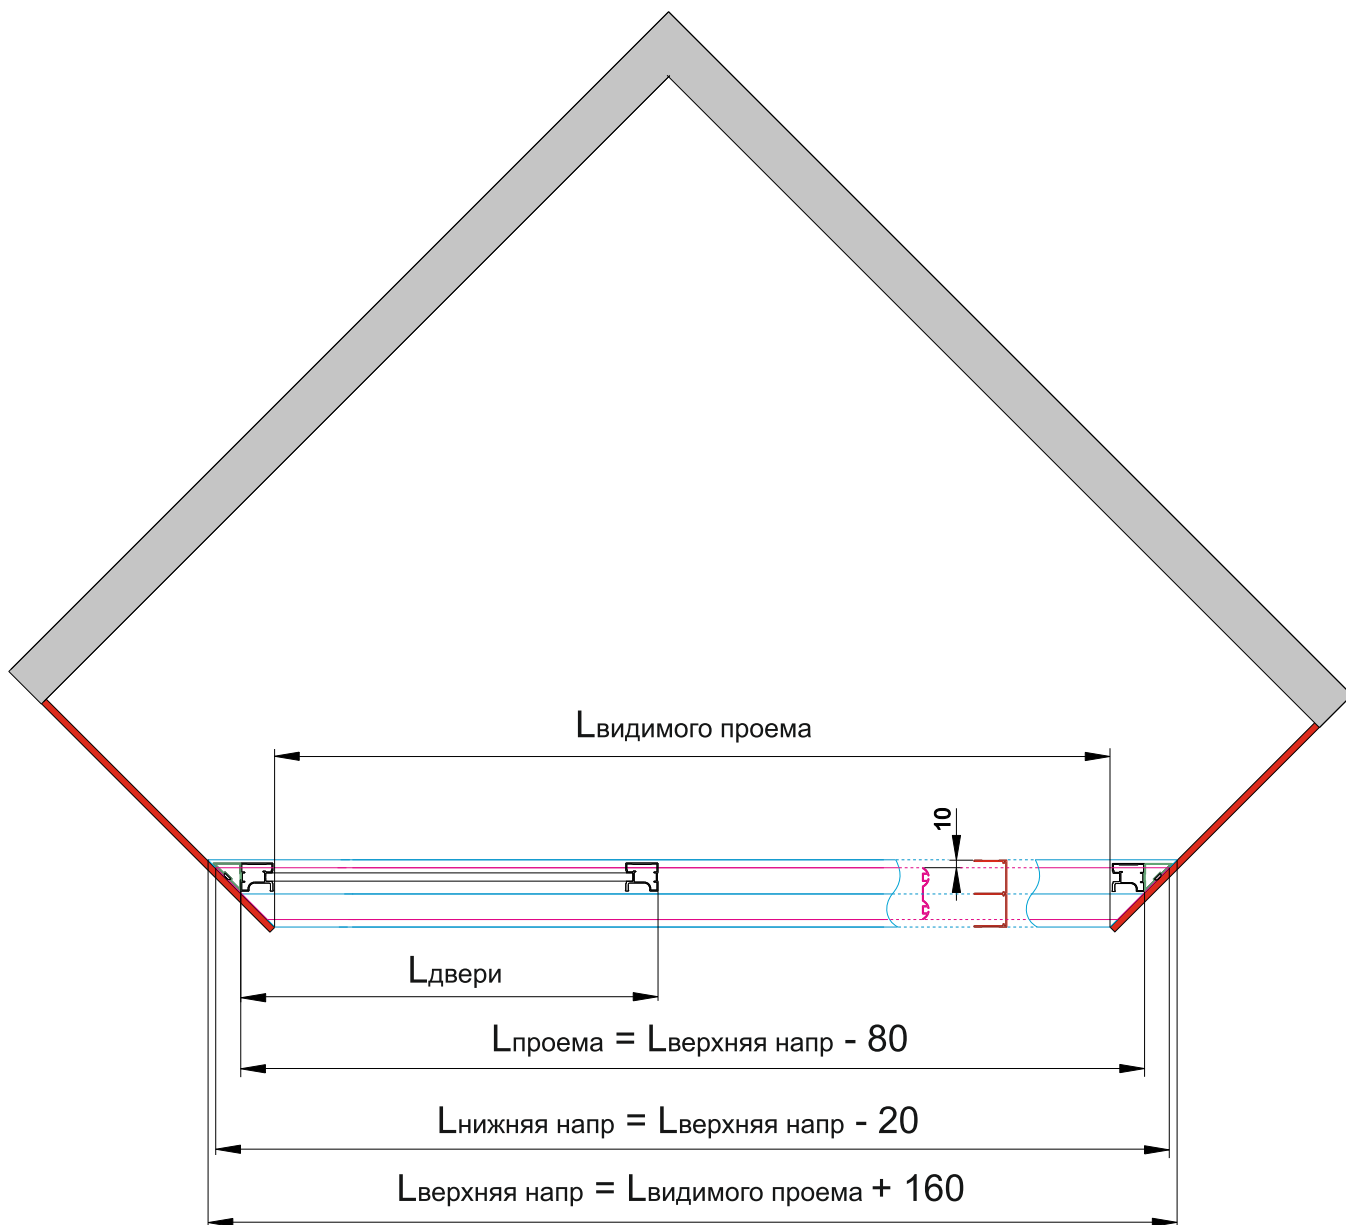 Lвидимого проема
10
Lдвери
Lпроема = Lверхняя напр - 80
Lнижняя напр = Lверхняя напр - 20
Lверхняя напр = Lвидимого проема + 160